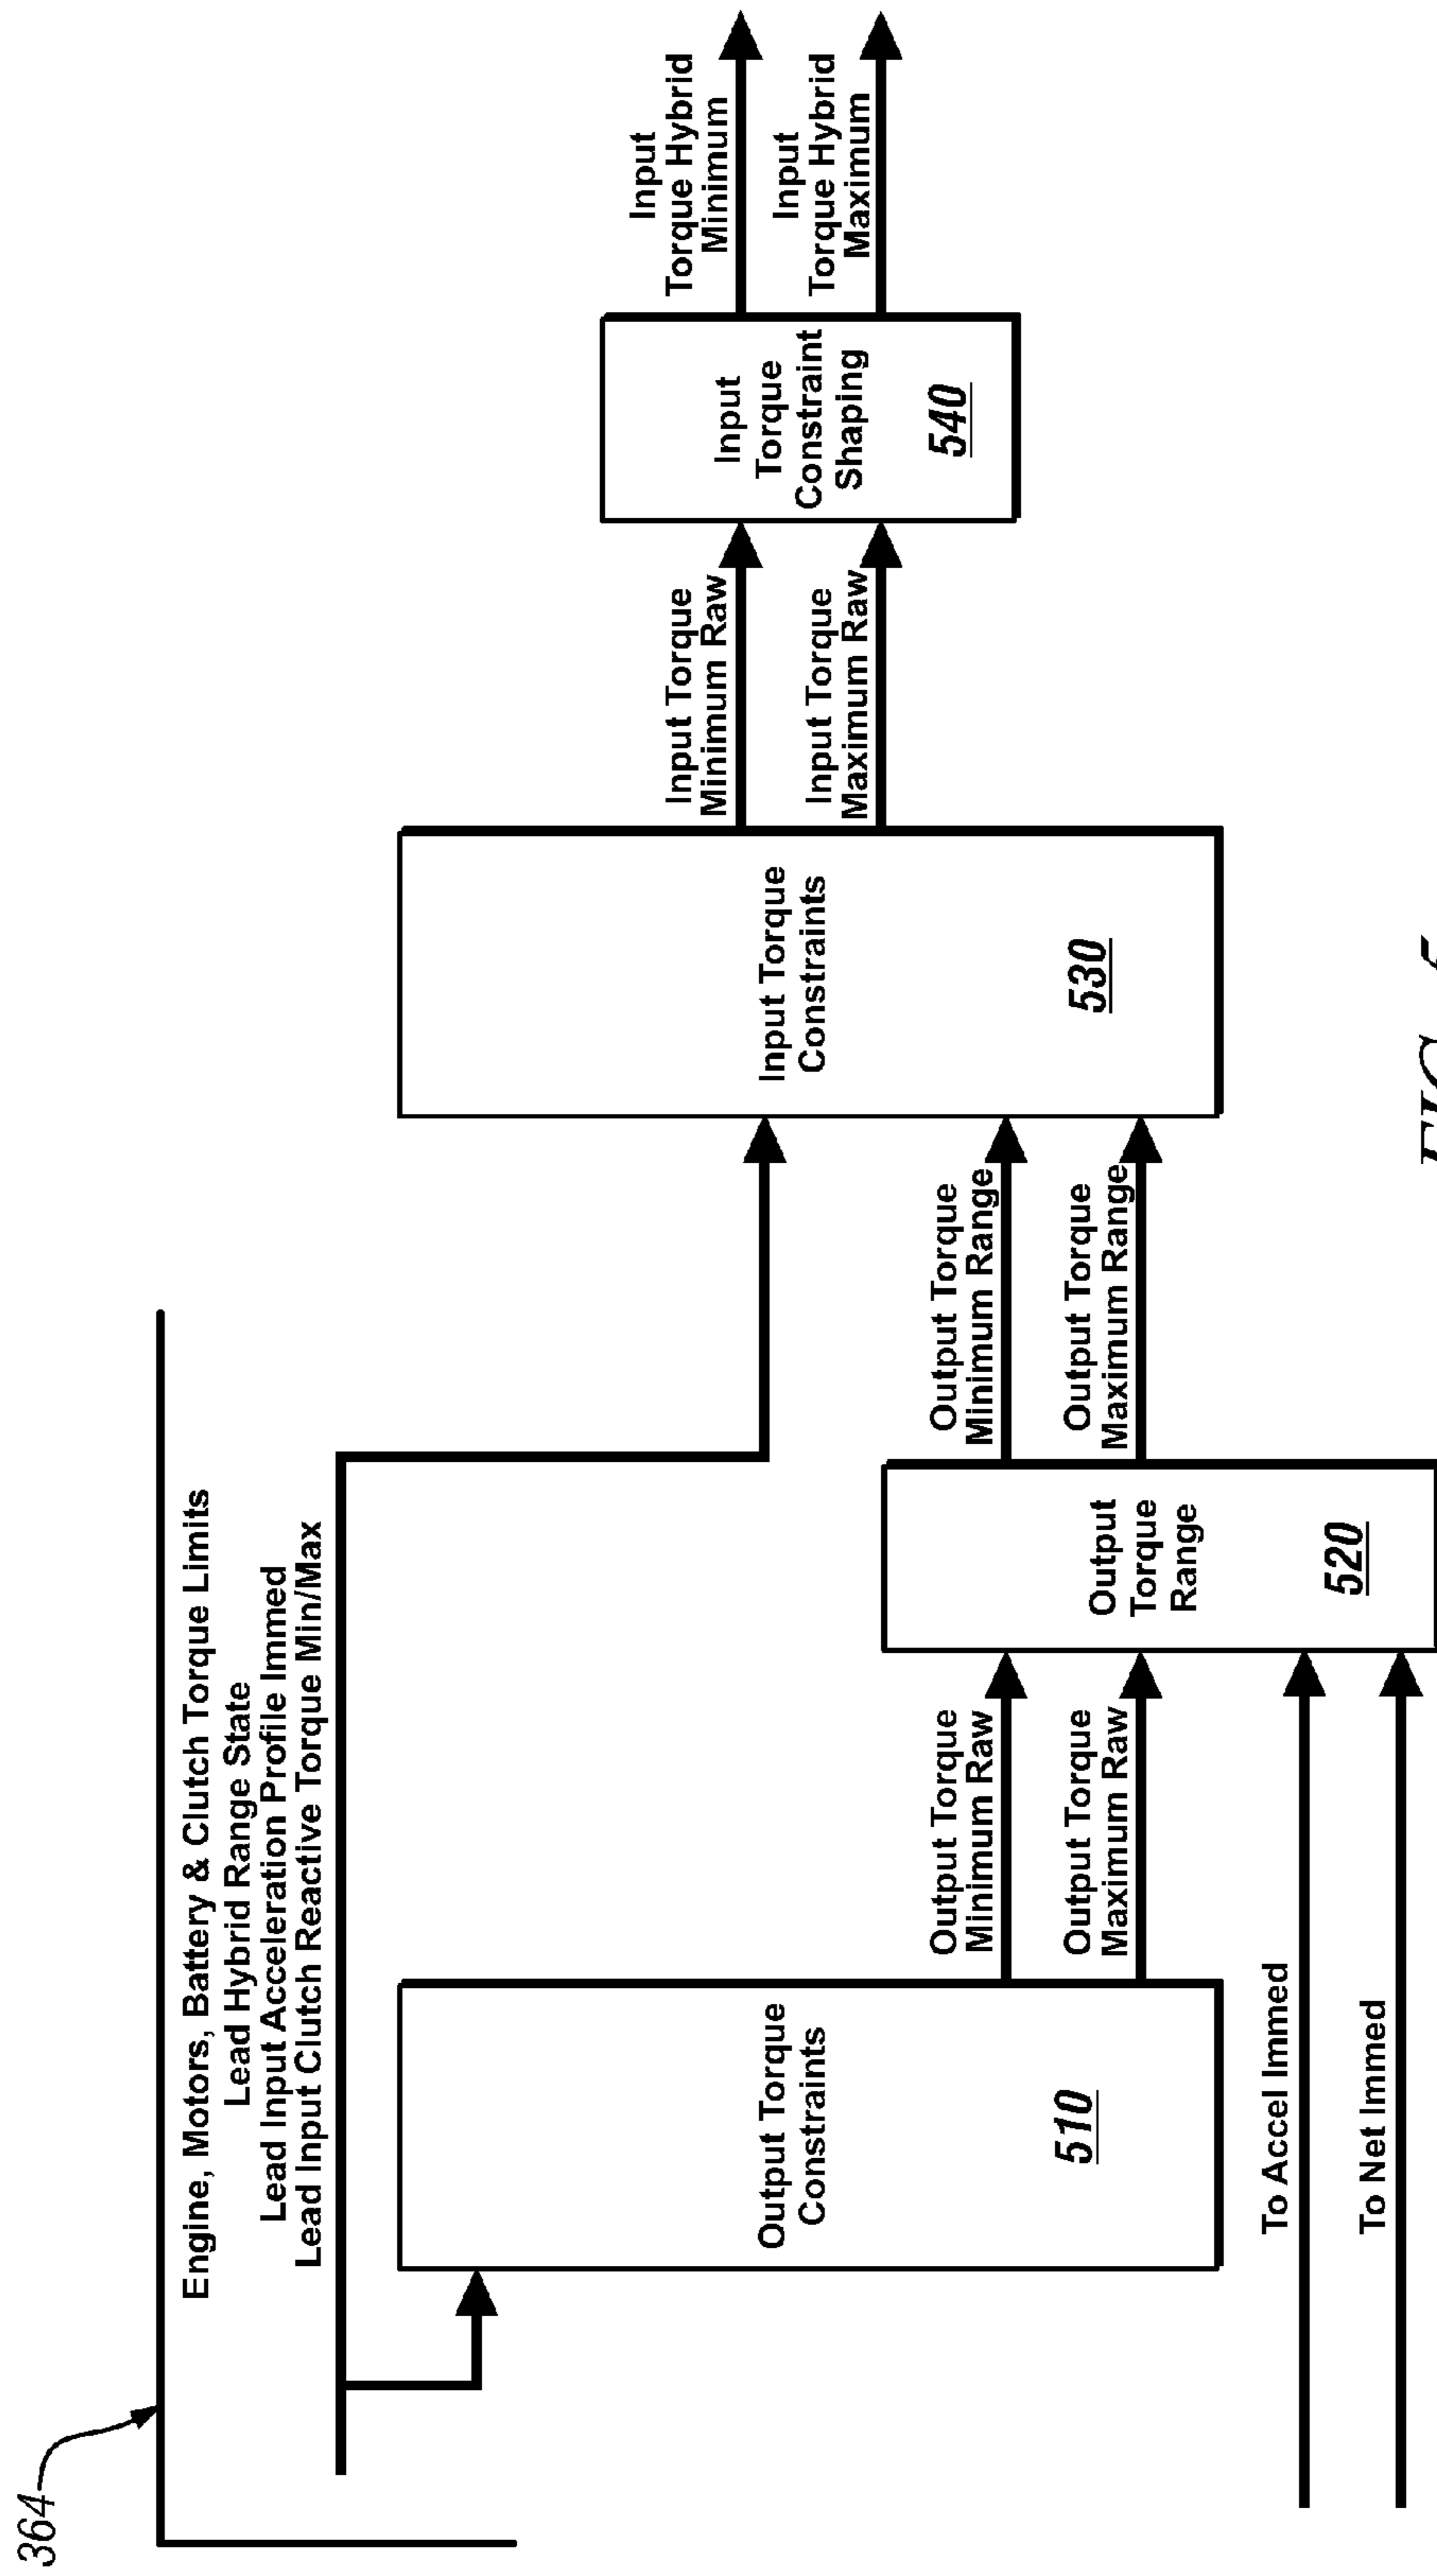 364
Engine, Motors, Battery & Clutch Torque Limits
Lead Hybrid Range State
Lead Input Acceleration Profile Immed
Lead Input Clutch Reactive Torque Min/Max
Output Torque
Constraints
510
Output Torque
Minimum Raw
Output Torque
Maximum Raw
To Accel Immed
To Net Immed
Output
Torque
Range
520
Output Torque
Minimum Range
Output Torque
Maximum Range
Input Torque
Constraints
530
Input Torque
Minimum Raw
Input Torque
Maximum Raw
Input
Torque
Constraint
Shaping
540
Input
Torque Hybrid
Minimum
Input
Torque Hybrid
Maximum